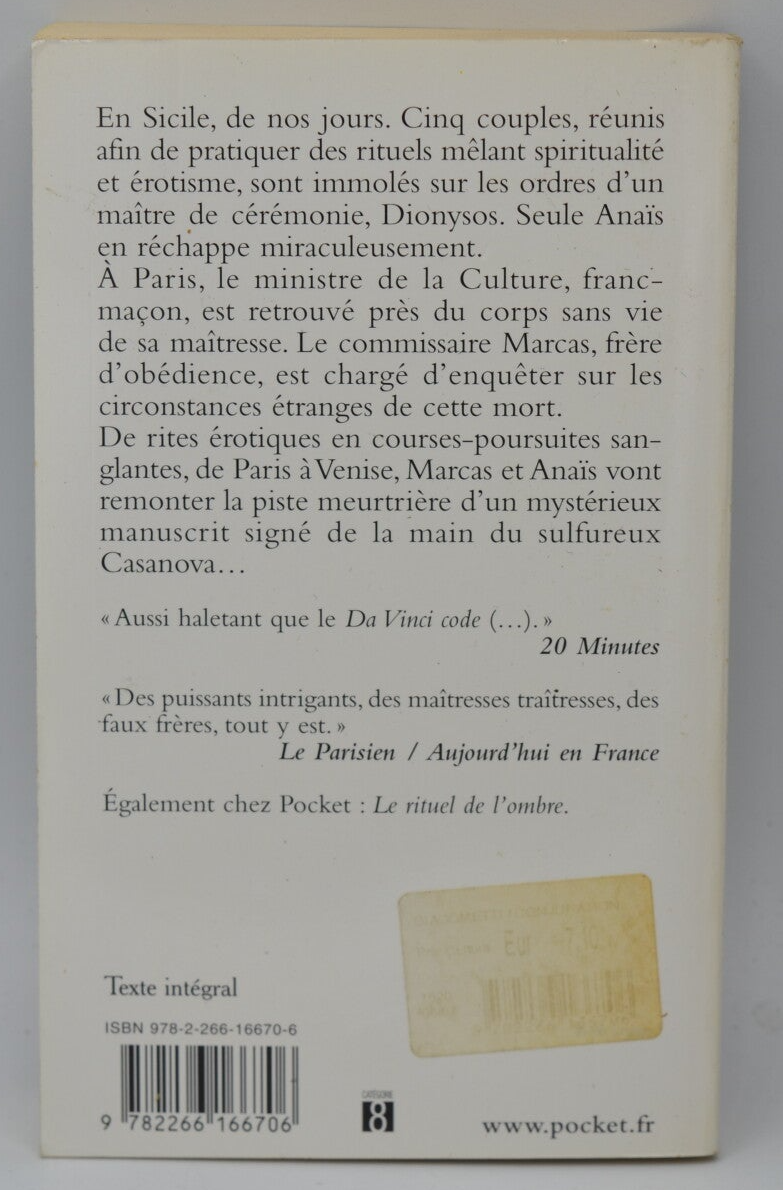 En Sicile, de nos jours. Cinq couples, réunis
afin de pratiquer des rituels mêlant spiritualité
et érotisme, sont immolés sur les ordres d'un
maître de cérémonie, Dionysos. Seule Anaïs
en réchappe miraculeusement.
À Paris, le ministre de la Culture, franc-
maçon, est retrouvé près du corps sans vie
de sa maîtresse. Le commissaire Marcas, frère
d'obédience, est chargé d'enquêter sur les
circonstances étranges de cette mort.
De rites érotiques en courses-poursuites san-
glantes, de Paris à Venise, Marcas et Anaïs vont
remonter la piste meurtrière d'un mystérieux
manuscrit signé de la main du sulfureux
Casanova...
« Aussi haletant que le Da Vinci code (...). »
20 Minutes
« Des puissants intrigants, des maîtresses traîtresses, des
faux frères, tout y est. »
Le Parisien / Aujourd'hui en France
Également chez Pocket : Le rituel de l'ombre.
Texte intégral
ISBN 978-2-266-16670-6
9 782266 166706
CATÉGORIE
8
www.pocket.fr